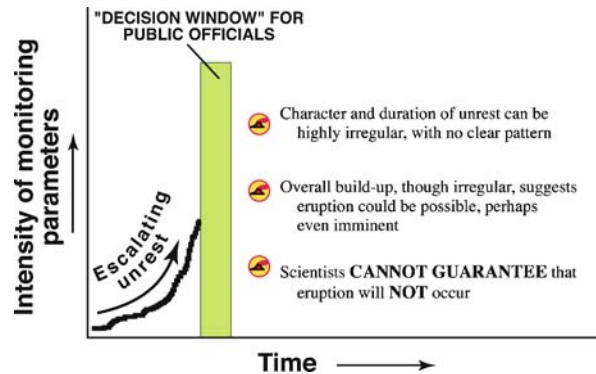 "DECISION WINDOW" FOR
PUBLIC OFFICIALS
Intensity of monitoring
parameters
Escalating
unrest
Character and duration of unrest can be
highly irregular, with no clear pattern
Overall build-up, though irregular, suggests
eruption could be possible, perhaps
even imminent
Scientists CANNOT GUARANTEE that
eruption will NOT occur
Time